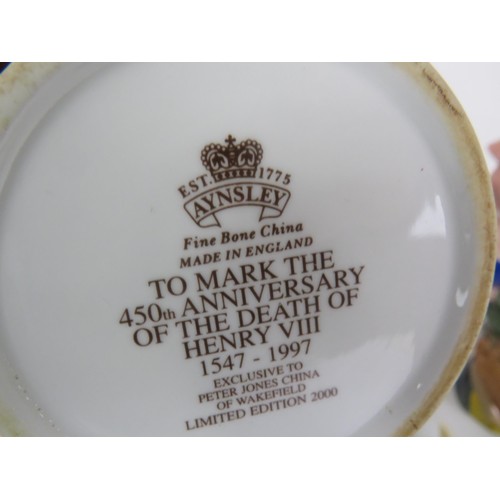 EST. 1775
AYNSLEY
Fine Bone China
MADE IN ENGLAND
TO MARK THE
450th ANNIVERSARY
OF THE DEATH OF
HENRY VIII
1547 - 1997
EXCLUSIVE TO
PETER JONES CHINA
OF WAKEFIELD
LIMITED EDITION 2000